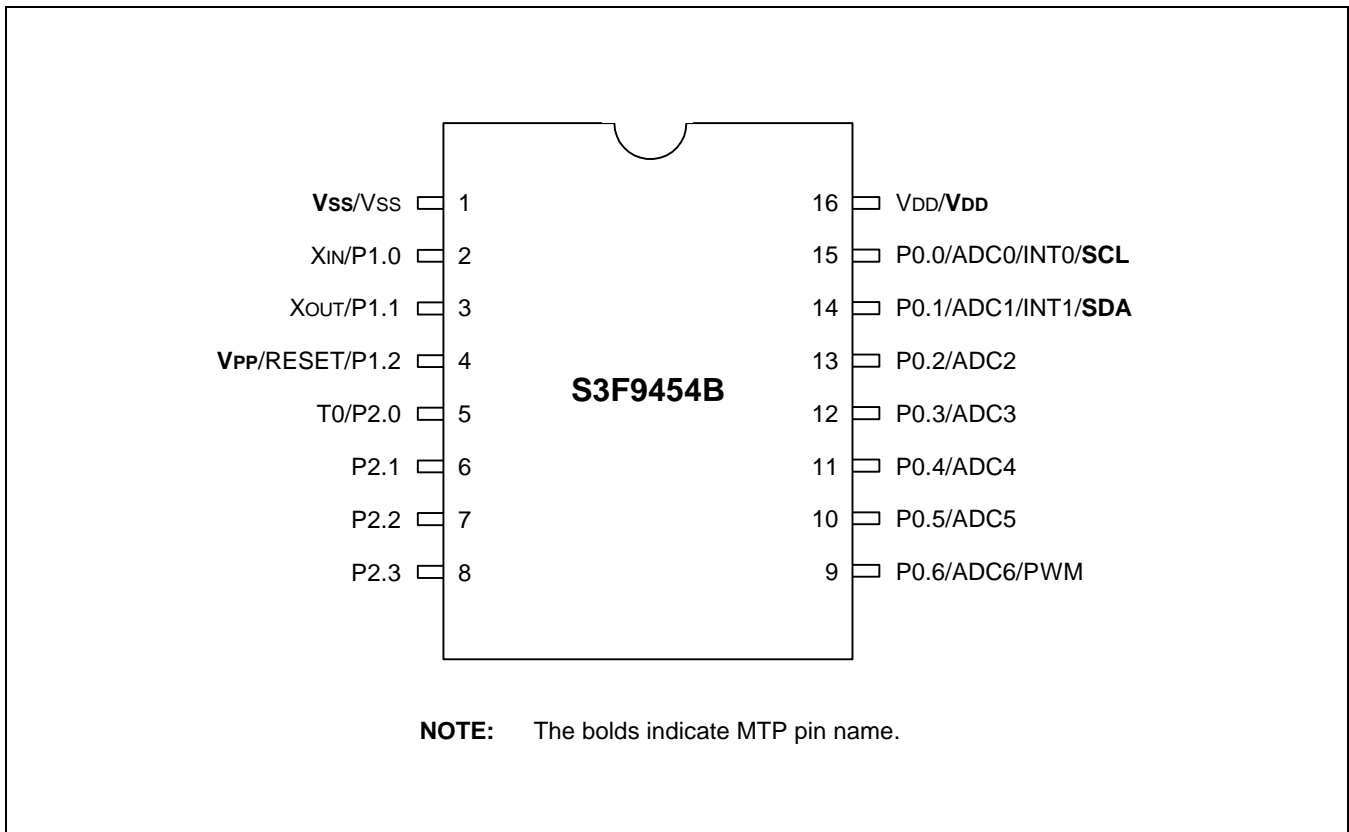 Vss/Vss 1
XIN/P1.0 2
XOUT/P1.1 3
VPP/RESET/P1.2 4
T0/P2.0 5
P2.1 6
P2.2 7
P2.3 8
S3F9454B
16 VDD/VDD
15 P0.0/ADC0/INT0/SCL
14 P0.1/ADC1/INT1/SDA
13 P0.2/ADC2
12 P0.3/ADC3
11 P0.4/ADC4
10 P0.5/ADC5
9 P0.6/ADC6/PWM
NOTE: The bolds indicate MTP pin name.